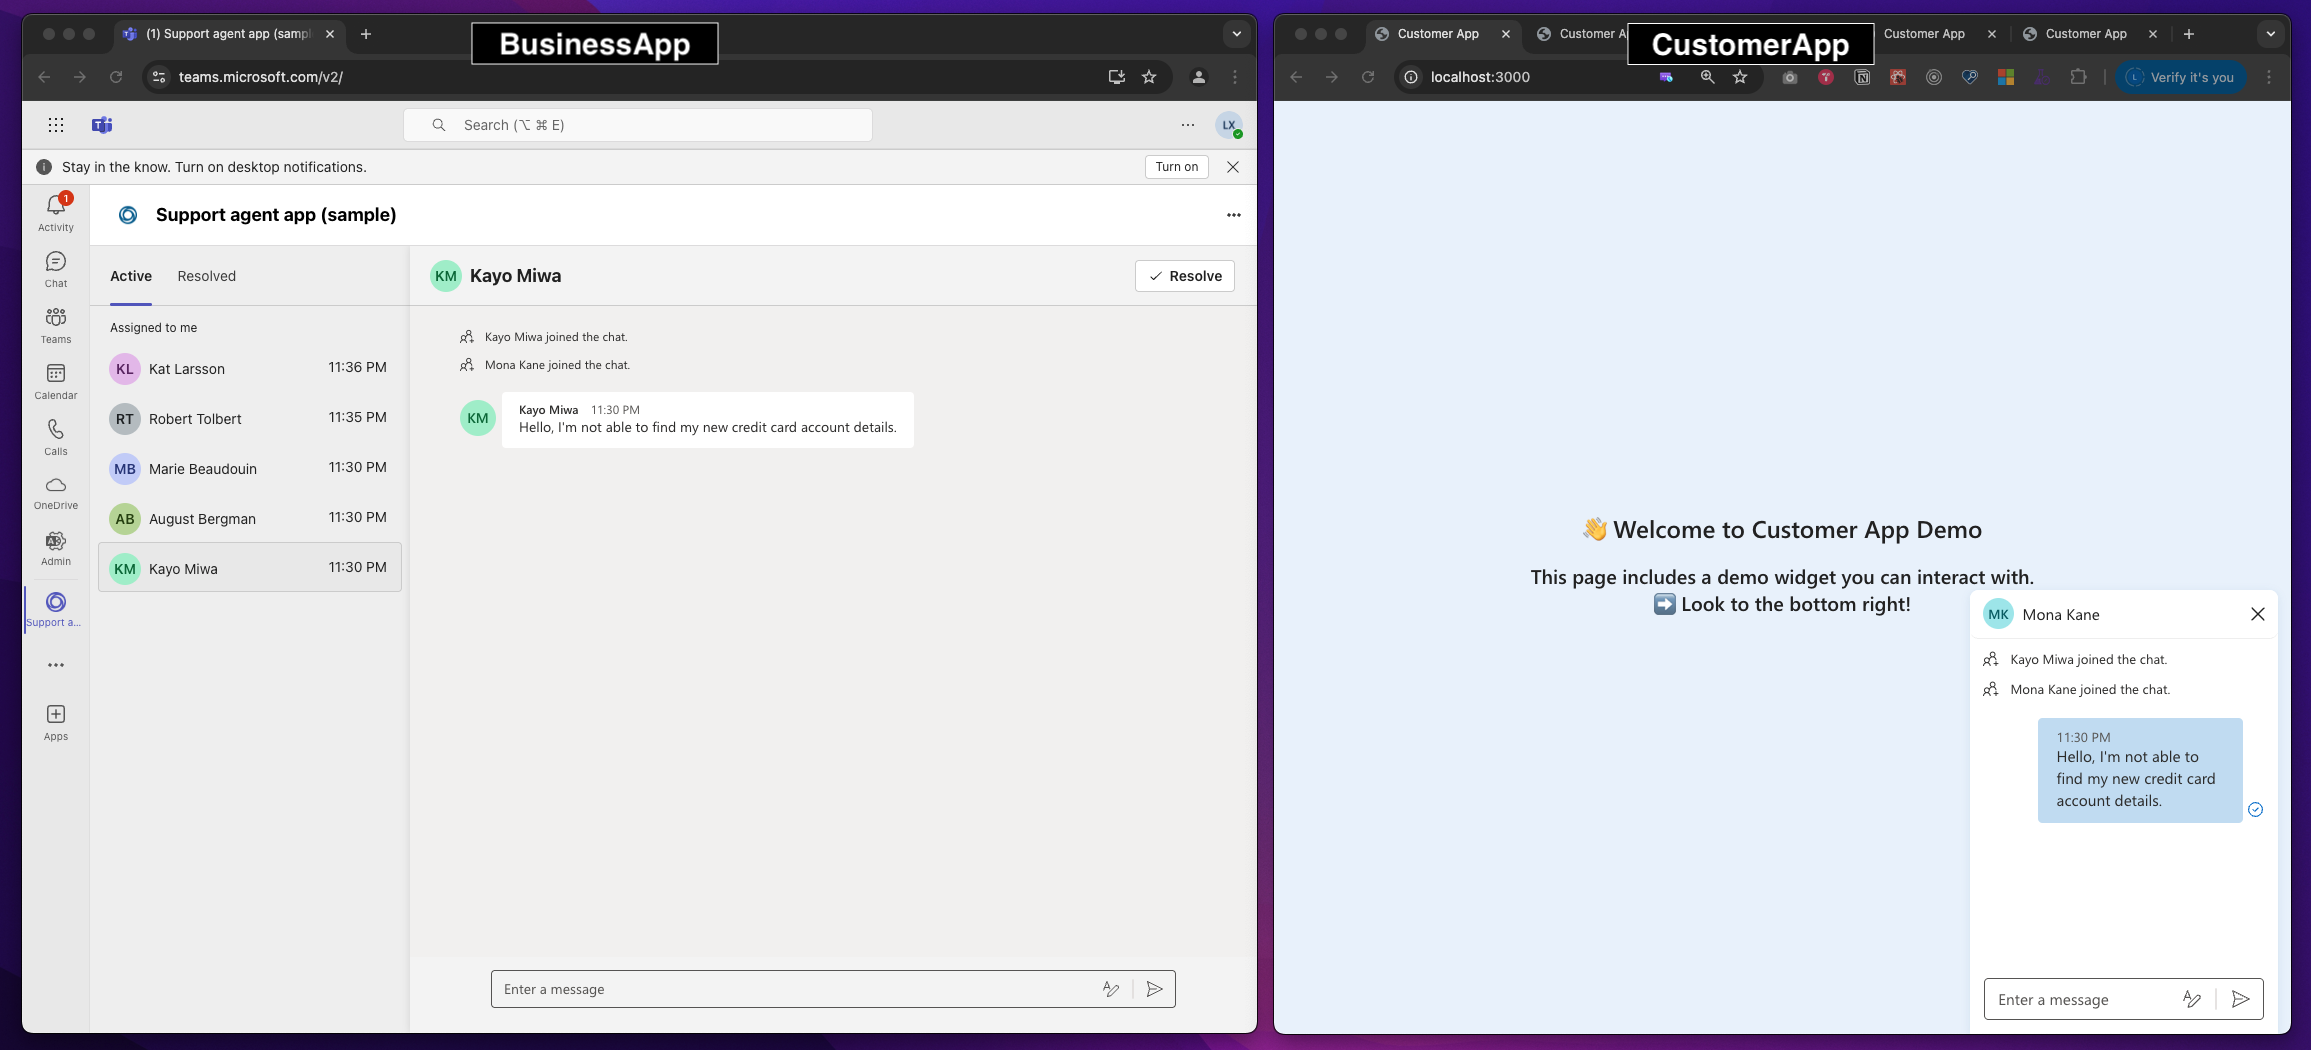 (1) Support agent app (sampl
BusinessApp
teams.microsoft.com/v2/
Search (⌥ ⌘ E)
LX
Stay in the know. Turn on desktop notifications.
Turn on
1
Activity
Chat
Teams
Calendar
Calls
OneDrive
Admin
Support a...
Apps
Support agent app (sample)
Active
Resolved
Assigned to me
KL Kat Larsson 11:36 PM
RT Robert Tolbert 11:35 PM
MB Marie Beaudouin 11:30 PM
AB August Bergman 11:30 PM
KM Kayo Miwa 11:30 PM
KM Kayo Miwa
Resolve
Kayo Miwa joined the chat.
Mona Kane joined the chat.
KM
Kayo Miwa 11:30 PM
Hello, I'm not able to find my new credit card account details.
Enter a message
Customer App
Customer A
CustomerApp
Customer App
Customer App
localhost:3000
L Verify it's you
👋 Welcome to Customer App Demo
This page includes a demo widget you can interact with.
➡️ Look to the bottom right!
MK Mona Kane
Kayo Miwa joined the chat.
Mona Kane joined the chat.
11:30 PM
Hello, I'm not able to
find my new credit card
account details.
Enter a message